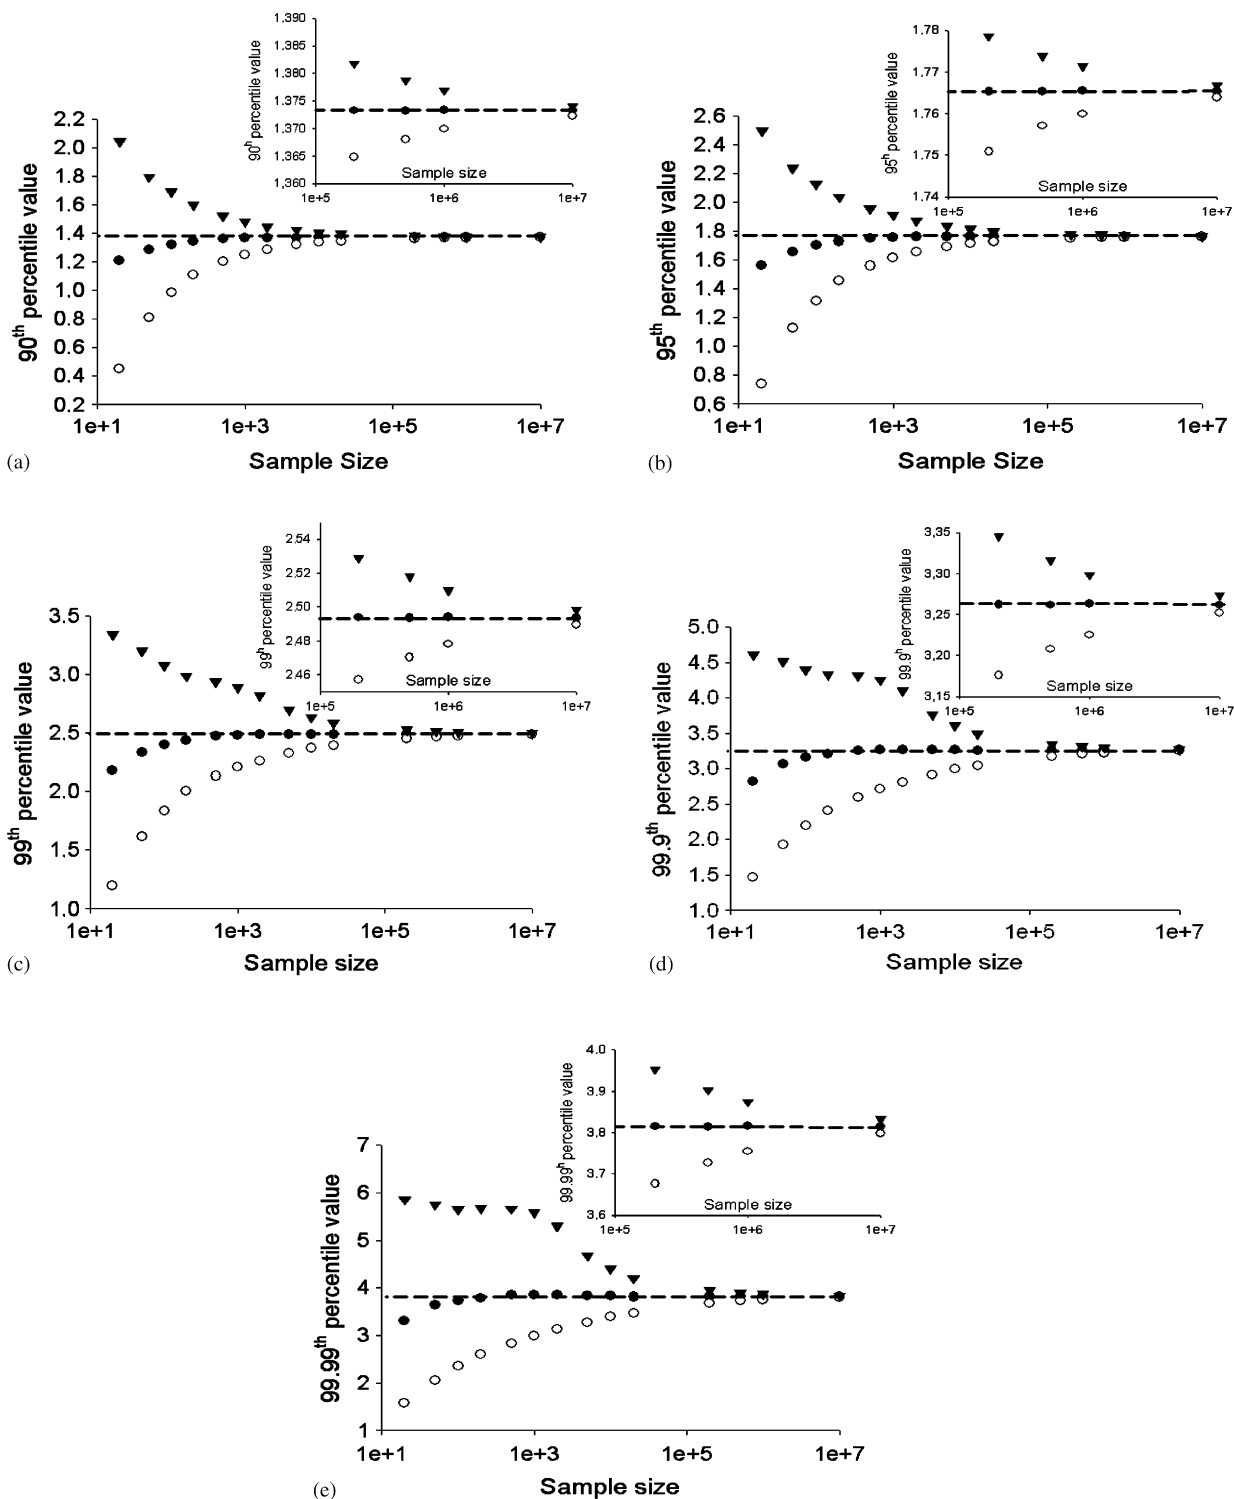 1,390
1,385
1,380
1,375
1,370
1,365
1,360
90h percentile value
Sample size
1e+5 1e+6 1e+7
2.2
2.0
1.8
1.6
1.4
1.2
1.0
0.8
0.6
0.4
0.2
90th percentile value
1e+1 1e+3 1e+5 1e+7
(a) Sample Size
1,78
1,77
1,76
1,75
1,74
95h percentile value
Sample size
1e+5 1e+6 1e+7
2.6
2.4
2.2
2.0
1.8
1.6
1.4
1.2
1.0
0.8
0.6
95th percentile value
1e+1 1e+3 1e+5 1e+7
(b) Sample Size
2,54
2,52
2,50
2,48
2,46
99h percentile value
Sample size
1e+5 1e+6 1e+7
3.5
3.0
2.5
2.0
1.5
1.0
99th percentile value
1e+1 1e+3 1e+5 1e+7
(c) Sample size
3,35
3,30
3,25
3,20
3,15
99.9h percentile value
Sample size
1e+5 1e+6 1e+7
5.0
4.5
4.0
3.5
3.0
2.5
2.0
1.5
1.0
99.9th percentile value
1e+1 1e+3 1e+5 1e+7
(d) Sample size
4.0
3.9
3.8
3.7
3.6
99.99h percentile value
Sample size
1e+5 1e+6 1e+7
7
6
5
4
3
2
1
99.99th percentile value
1e+1 1e+3 1e+5 1e+7
(e) Sample size